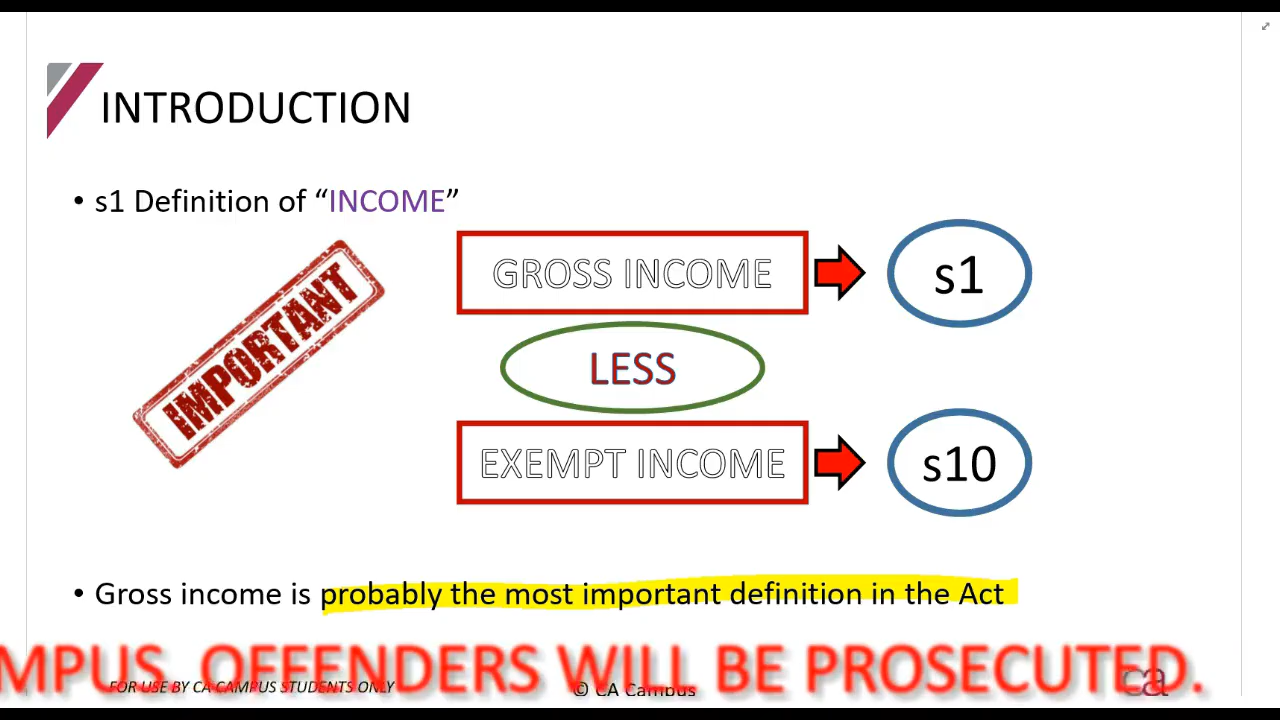 INTRODUCTION
• s1 Definition of “INCOME”
IMPORTANT
GROSS INCOME
s1
LESS
EXEMPT INCOME
s10
• Gross income is probably the most important definition in the Act
MPUS. OFFENDERS WILL BE PROSECUTED.
FOR USE BY CA CAMPUS STUDENTS ONLY
© CA Campus
ca